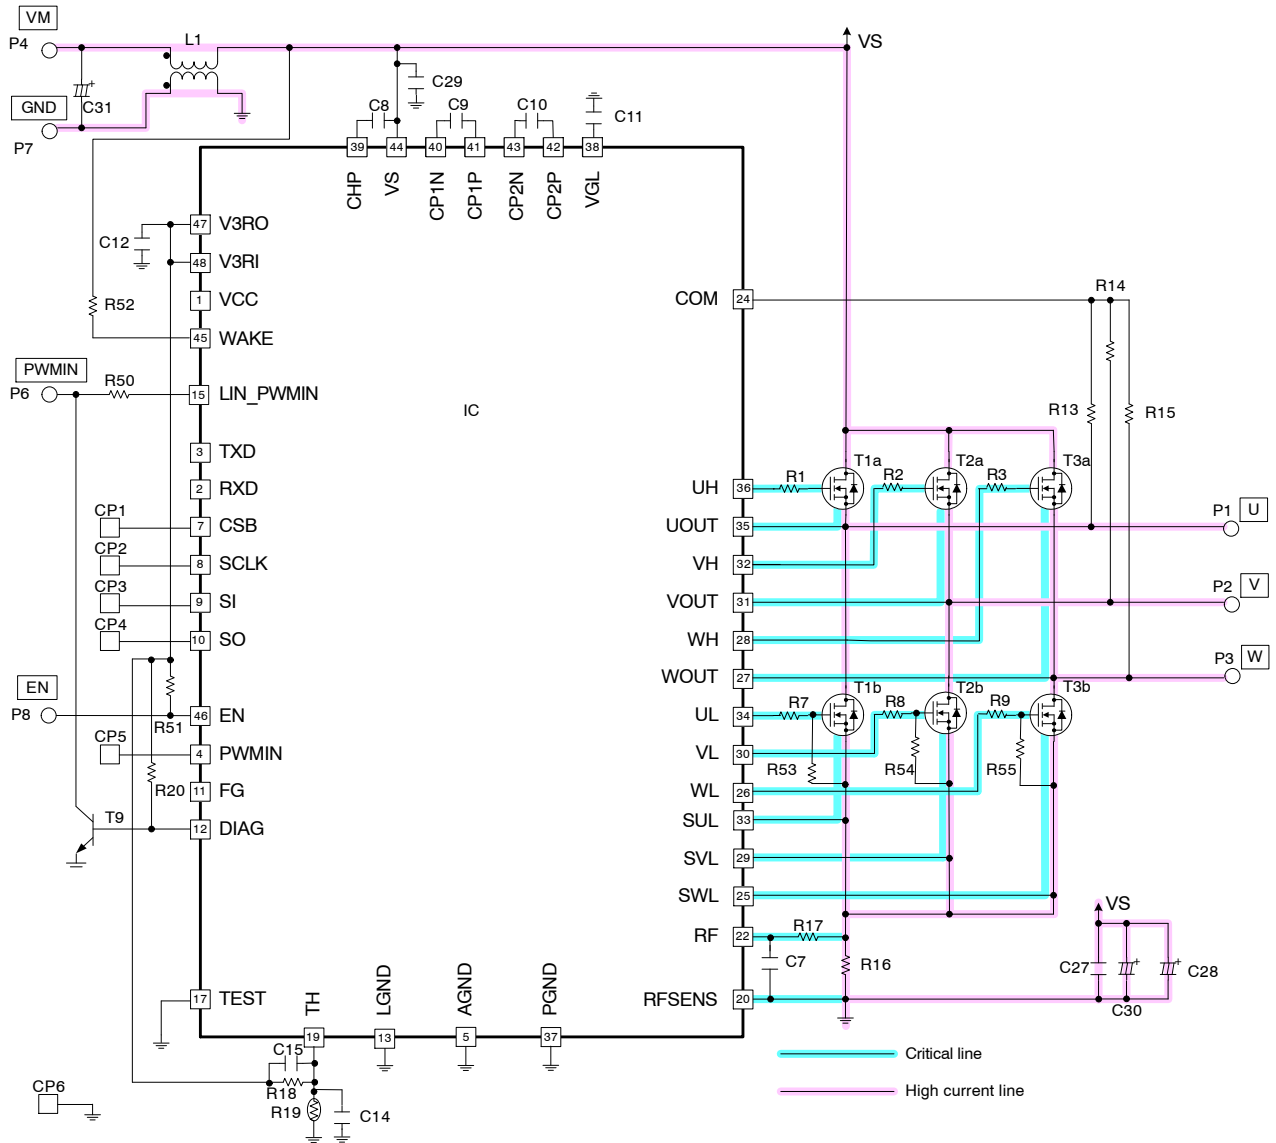 VM
P4
L1
VS
C31
C29
GND
P7
C8
C9
C10
C11
39
44
40
41
43
42
38
CHP
VS
CP1N
CP1P
CP2N
CP2P
VGL
47 V3RO
C12
48 V3RI
1 VCC
R52
45 WAKE
COM 24
R14
R13
R15
PWMIN
P6
R50
15 LIN_PWMIN
IC
3 TXD
2 RXD
CP1
7 CSB
CP2
8 SCLK
CP3
9 SI
CP4
10 SO
T1a
T2a
T3a
UH 36
R1
R2
R3
UOUT 35
P1 U
VH 32
VOUT 31
P2 V
WH 28
WOUT 27
P3 W
EN
P8
R51
46 EN
CP5
4 PWMIN
R20
11 FG
T9
12 DIAG
T1b
T2b
T3b
UL 34
R7
R8
R9
VL 30
R53
R54
R55
WL 26
SUL 33
SVL 29
SWL 25
RF 22
R17
C7
R16
RFSENS 20
VS
C27
C28
C30
17 TEST
TH
LGND
AGND
PGND
19
13
5
37
C15
R18
R19
C14
CP6
Critical line
High current line